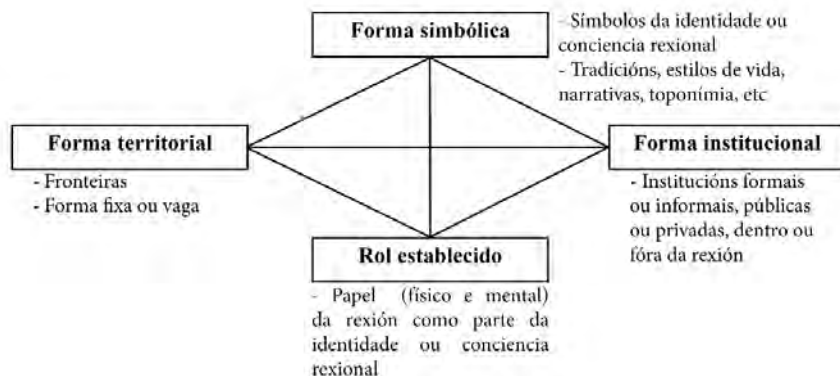 Forma simbólica
- Símbolos da identidade ou
conciencia rexional
- Tradicións, estilos de vida,
narrativas, toponímia, etc
Forma territorial
- Fronteiras
- Forma fixa ou vaga
Forma institucional
- Institucións formais
ou informais, públicas
ou privadas, dentro ou
fóra da rexión
Rol establecido
- Papel (físico e mental)
da rexión como parte da
identidade ou conciencia
rexional